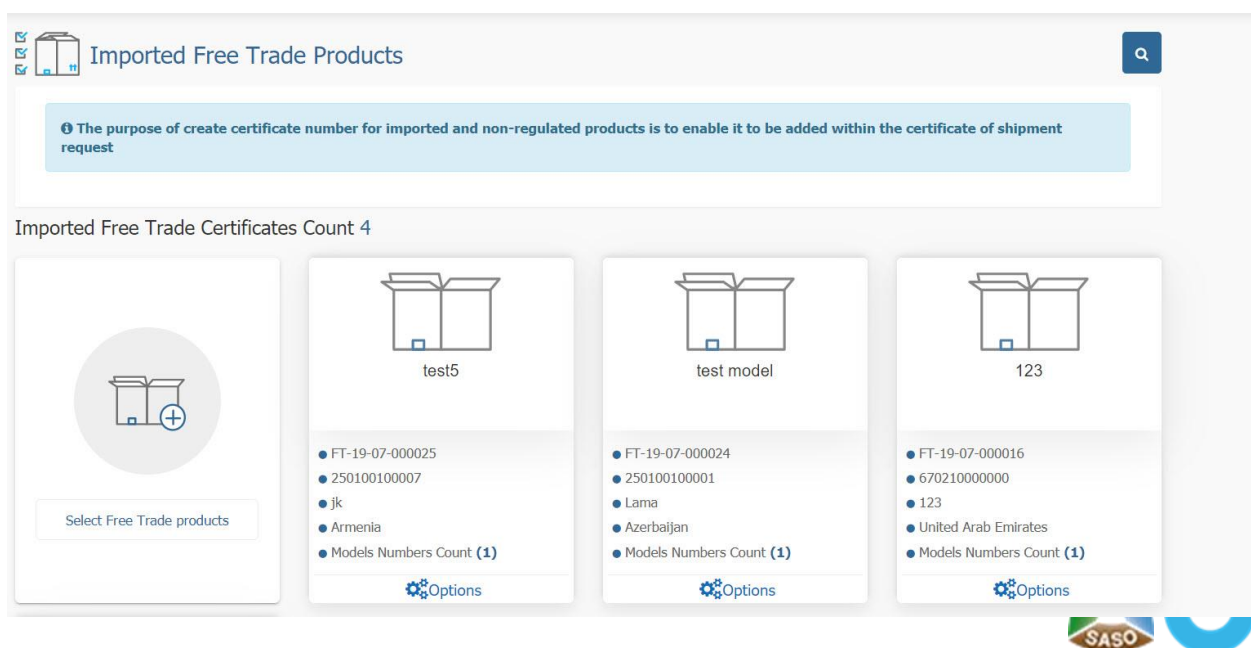 Imported Free Trade Products
The purpose of create certificate number for imported and non-regulated products is to enable it to be added within the certificate of shipment
request
Imported Free Trade Certificates Count 4
test5
test model
123
FT-19-07-000025
250100100007
jk
Armenia
Models Numbers Count (1)
Options
FT-19-07-000024
250100100001
Lama
Azerbaijan
Models Numbers Count (1)
Options
FT-19-07-000016
670210000000
123
United Arab Emirates
Models Numbers Count (1)
Options
Select Free Trade products
SASO